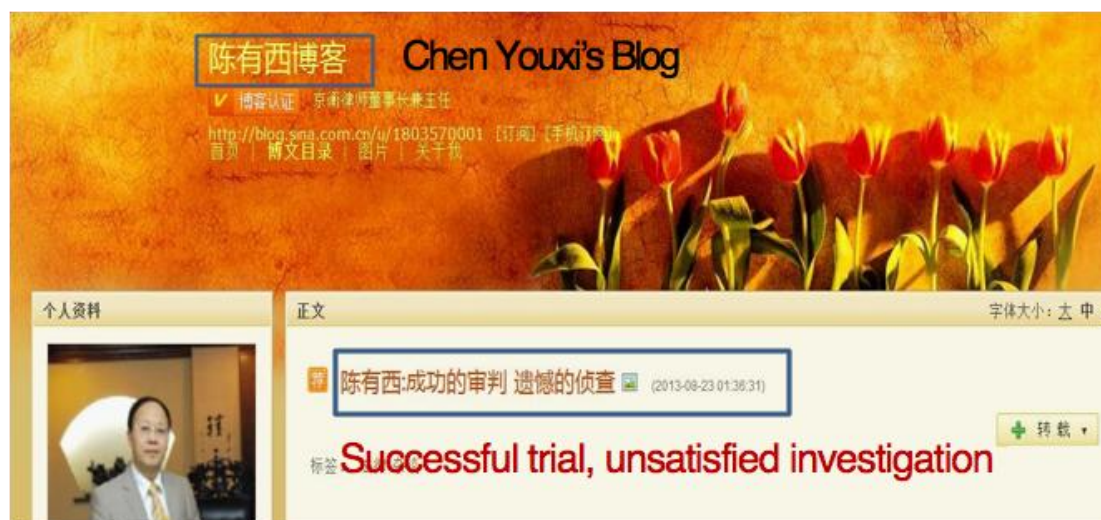 陈有西博客 Chen Youxi's Blog
V 博客认证 京衡律师董事长兼主任
http://blog.sina.com.cn/u/1803570001 [订阅] [手机订阅]
首页 | 博文目录 | 图片 | 关于我
个人资料
正文 字体大小：大 中
荐 陈有西:成功的审判 遗憾的侦查 (2013-08-23 01:36:31)
转载
标签
Successful trial, unsatisfied investigation